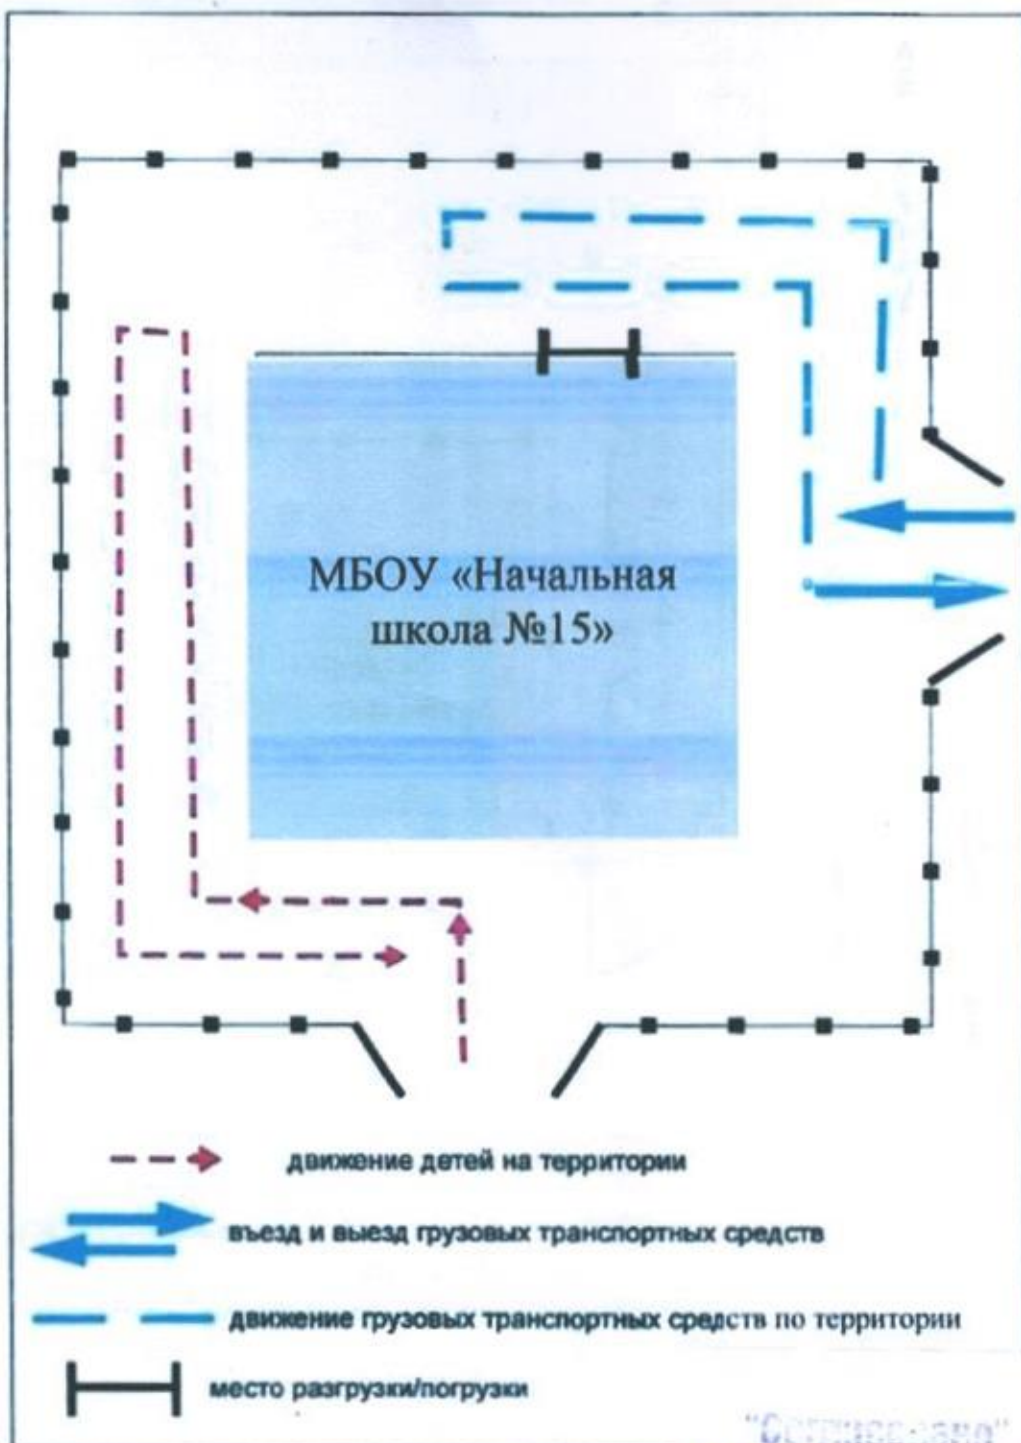 МБОУ «Начальная
школа №15»
движение детей на территории
въезд и выезд грузовых транспортных средств
движение грузовых транспортных средств по территории
место разгрузки/погрузки